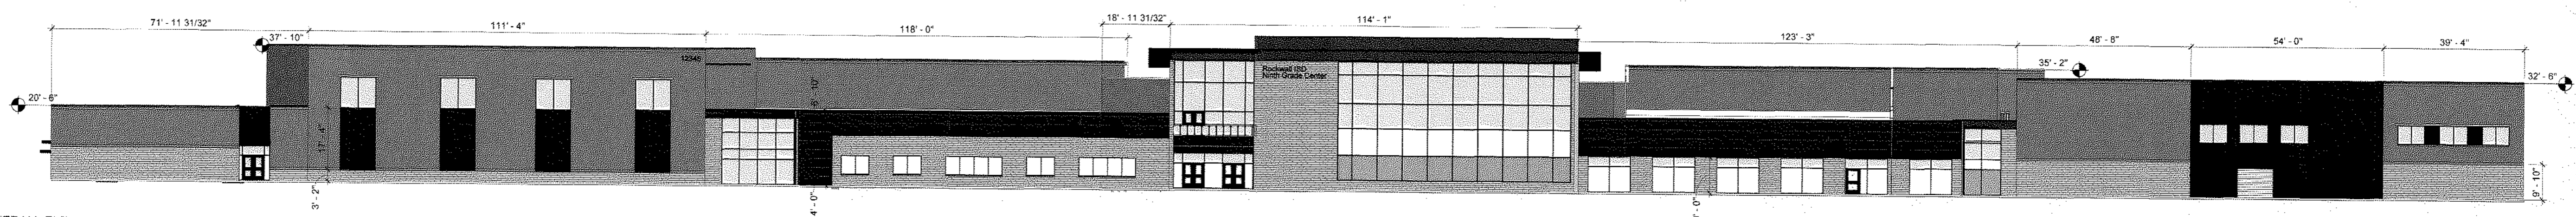 71' - 11 31/32"
111' - 4"
118' - 0"
18' - 11 31/32"
114' - 1"
123' - 3"
48' - 8"
54' - 0"
39' - 4"
37' - 10"
12345
Rockwall ISD
Ninth Grade Center
35' - 2"
32' - 6"
20' - 6"
17' - 4"
3' - 2"
4' - 0"
9' - 10"